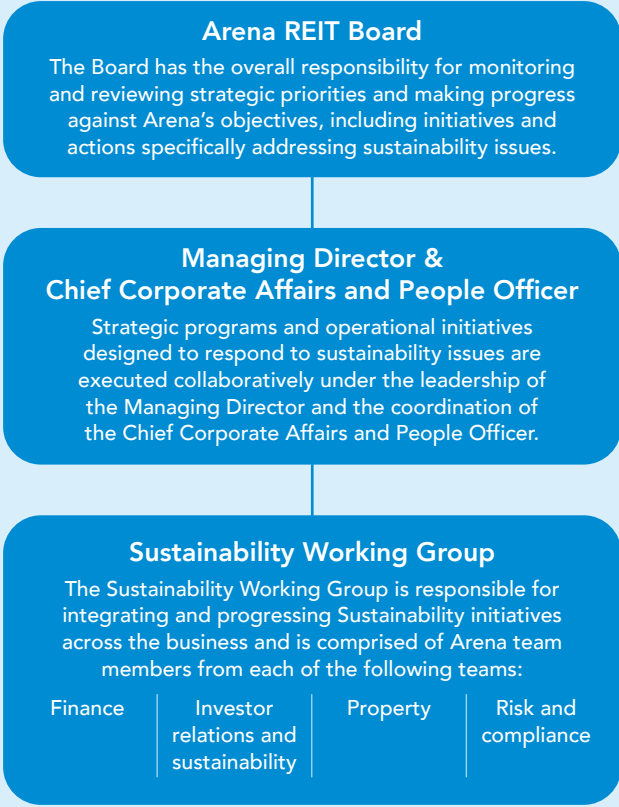 Arena REIT Board
The Board has the overall responsibility for monitoring
and reviewing strategic priorities and making progress
against Arena’s objectives, including initiatives and
actions specifically addressing sustainability issues.
Managing Director &
Chief Corporate Affairs and People Officer
Strategic programs and operational initiatives
designed to respond to sustainability issues are
executed collaboratively under the leadership of
the Managing Director and the coordination of
the Chief Corporate Affairs and People Officer.
Sustainability Working Group
The Sustainability Working Group is responsible for
integrating and progressing Sustainability initiatives
across the business and is comprised of Arena team
members from each of the following teams:
Finance
Investor
relations and
sustainability
Property
Risk and
compliance